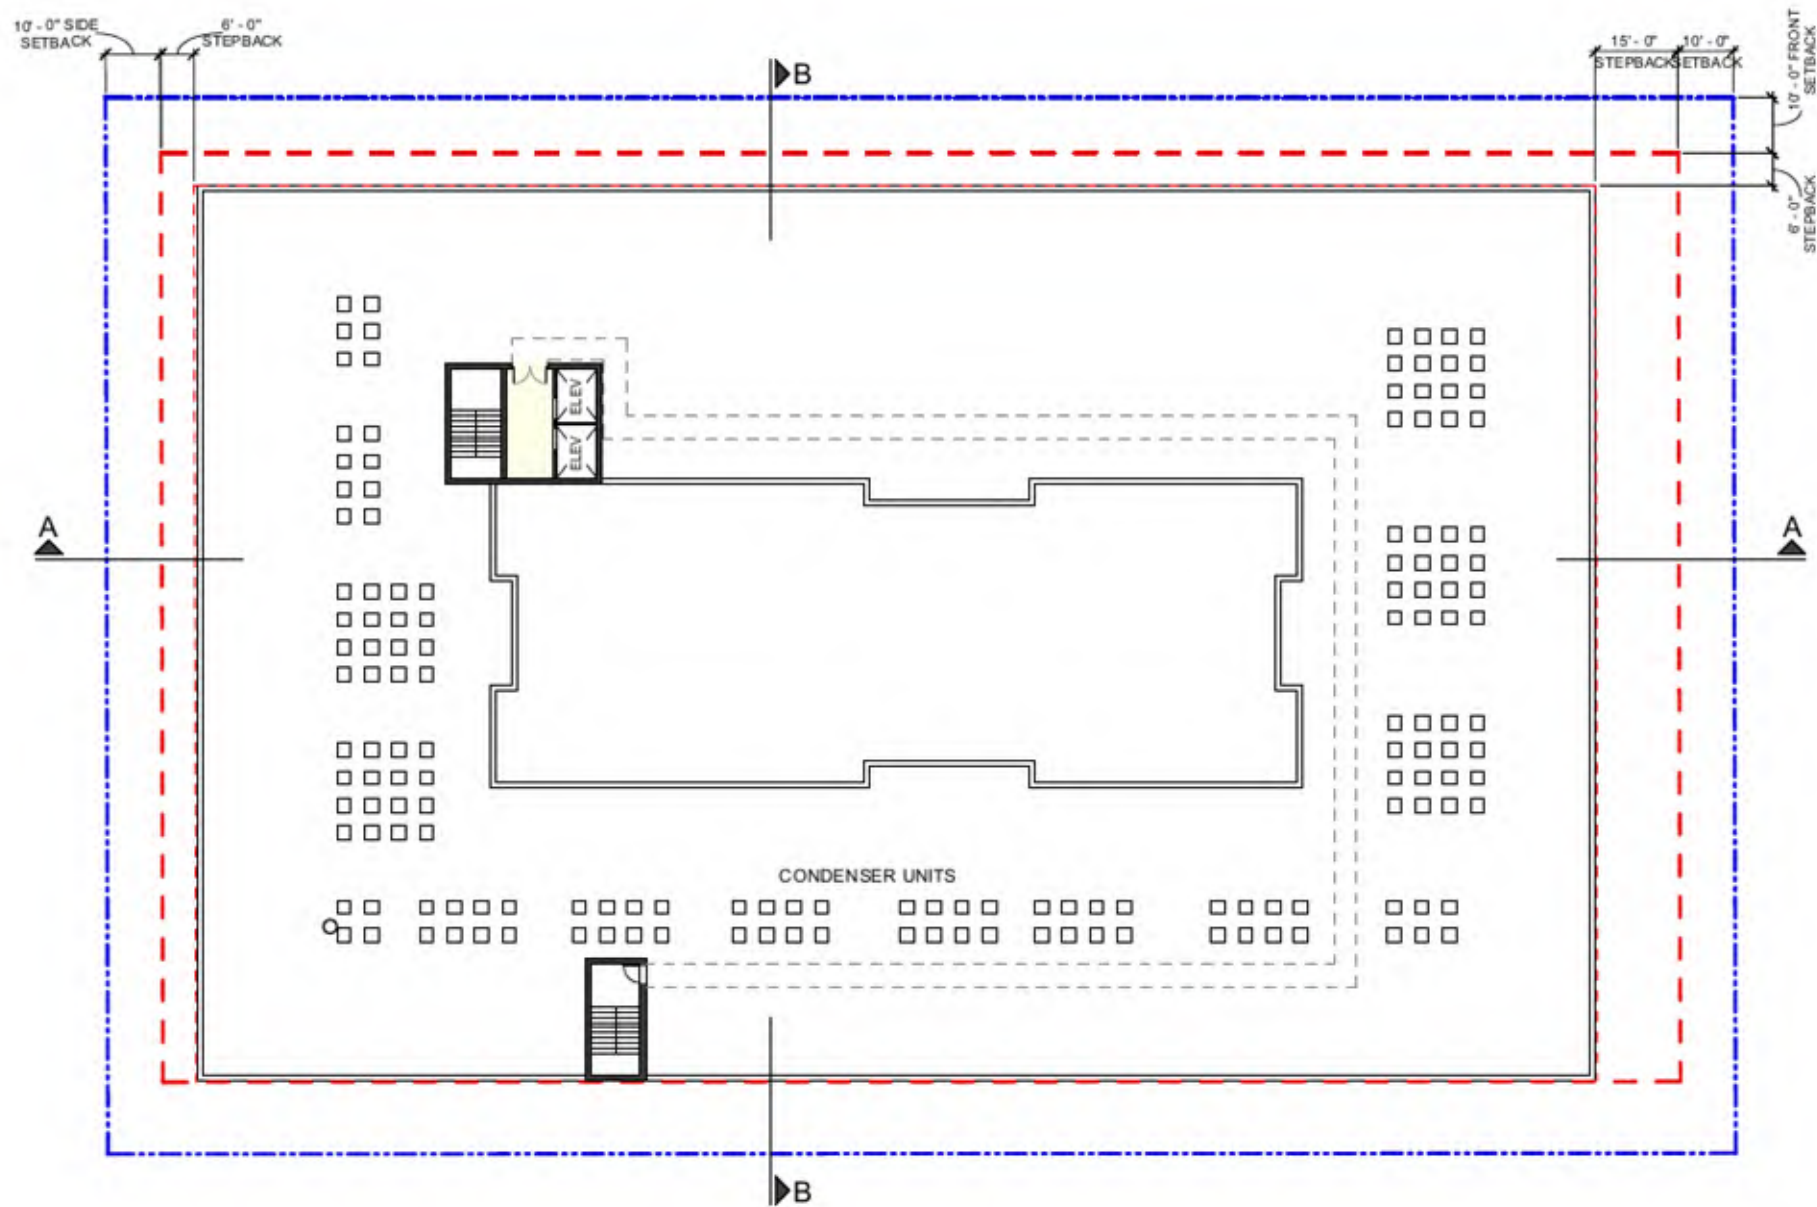 10' - 0" SIDE
SETBACK
6' - 0"
STEPBACK
15' - 0"
STEPBACK
10' - 0"
SETBACK
10' - 0" FRONT
SETBACK
6' - 0"
STEPBACK
B
ELEV
ELEV
A
A
CONDENSER UNITS
B